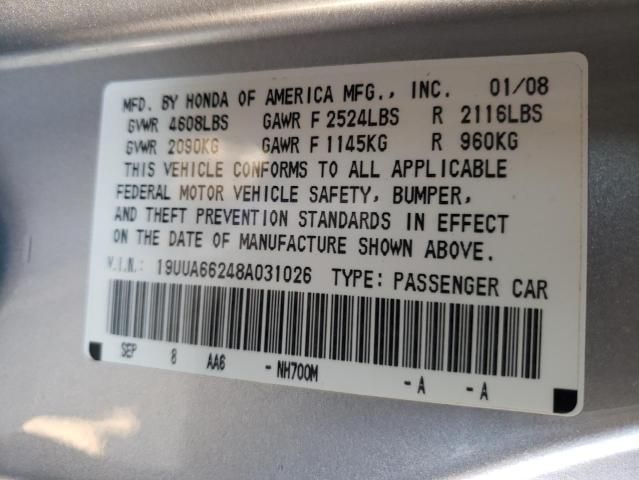 MFD. BY HONDA OF AMERICA MFG., INC. 01/08
GVWR 4608LBS GAWR F 2524LBS R 2116LBS
GVWR 2090KG GAWR F 1145KG R 960KG
THIS VEHICLE CONFORMS TO ALL APPLICABLE
FEDERAL MOTOR VEHICLE SAFETY, BUMPER,
AND THEFT PREVENTION STANDARDS IN EFFECT
ON THE DATE OF MANUFACTURE SHOWN ABOVE.
V.I.N.: 19UUA66248A031026 TYPE: PASSENGER CAR
SEP 8 AA6 - NH700M - A - A